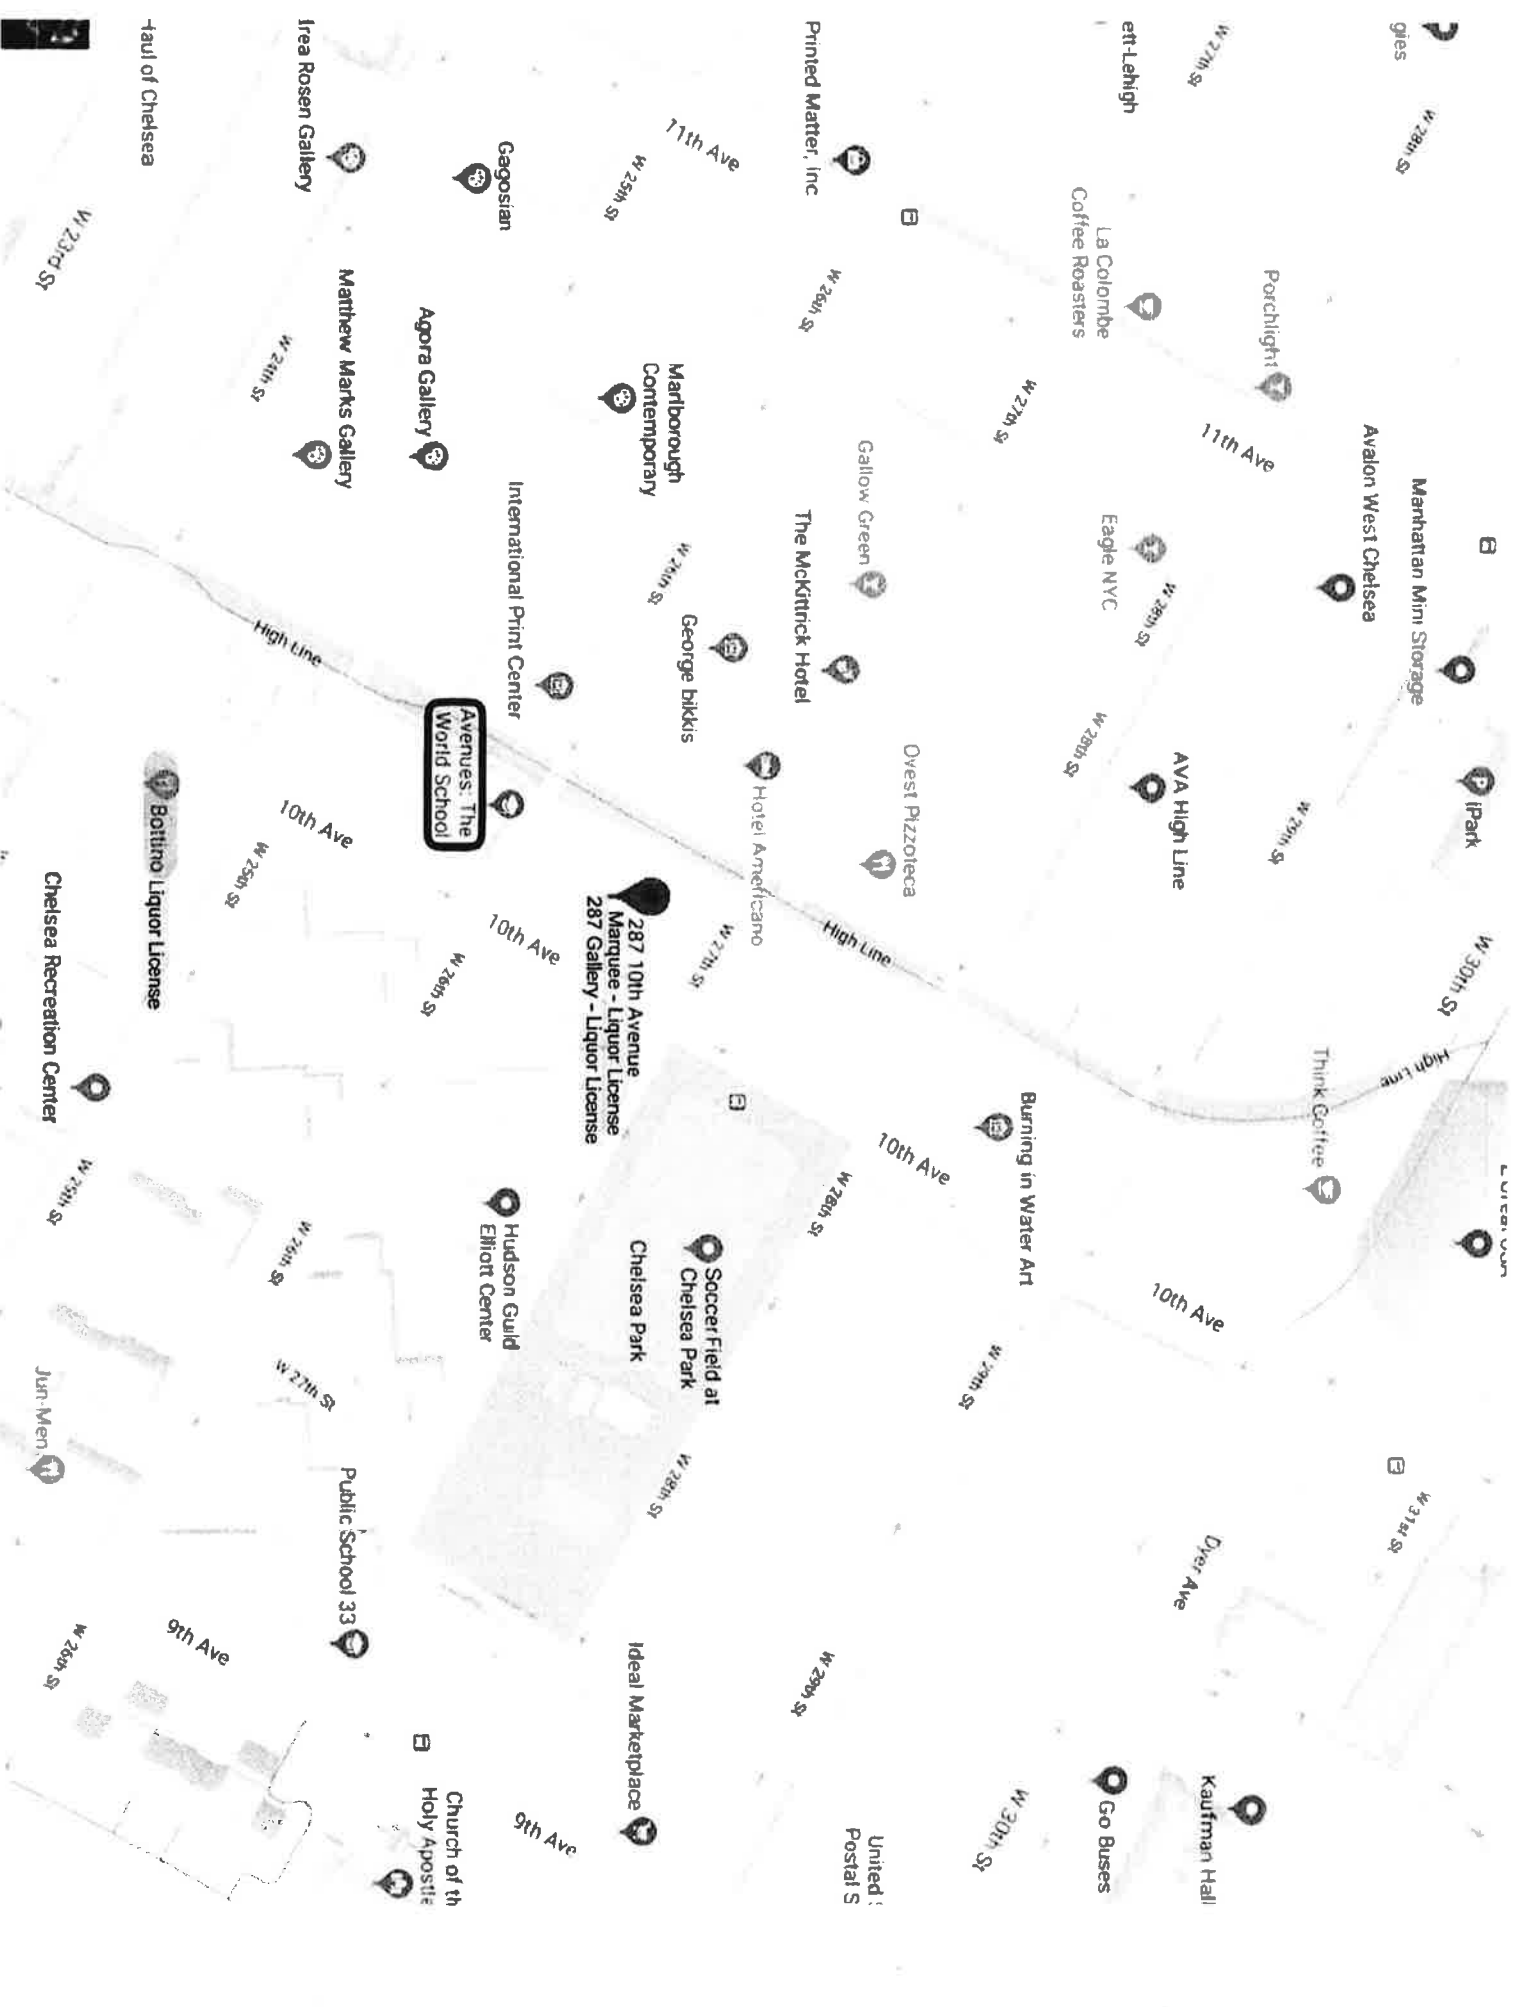 Manhattan Mini Storage
iPark
W 30th St
High Line
W 28th St
gies
W 31st St
Avalon West Chelsea
Think Coffee
W 29th St
Porchlight
11th Ave
W 27th St
AVA High Line
10th Ave
Dyer Ave
Kaufman Hall
W 28th St
ett-Lehigh
La Colombe
Coffee Roasters
Eagle NYC
W 28th St
Go Buses
Burning in Water Art
W 27th St
W 29th St
W 30th St
10th Ave
Ovest Pizzoteca
Gallow Green
High Line
United
Postal S
Printed Matter, Inc
W 26th St
The McKittrick Hotel
W 28th St
W 29th St
Hotel Americano
11th Ave
W 27th St
Soccer Field at
Chelsea Park
George bikkis
Marlborough
Contemporary
W 26th St
W 28th St
287 10th Avenue
Marquee - Liquor License
287 Gallery - Liquor License
Chelsea Park
Ideal Marketplace
W 25th St
10th Ave
9th Ave
Gagosian
International Print Center
Hudson Guild
Elliott Center
Avenues: The
World School
W 26th St
Church of th
Holy Apostle
Agora Gallery
Matthew Marks Gallery
Public School 33
10th Ave
High Line
W 27th St
rea Rosen Gallery
W 24th St
W 25th St
W 26th St
9th Ave
Bottino Liquor License
Haul of Chelsea
W 23rd St
Chelsea Recreation Center
W 25th St
Jun-Men
W 26th St